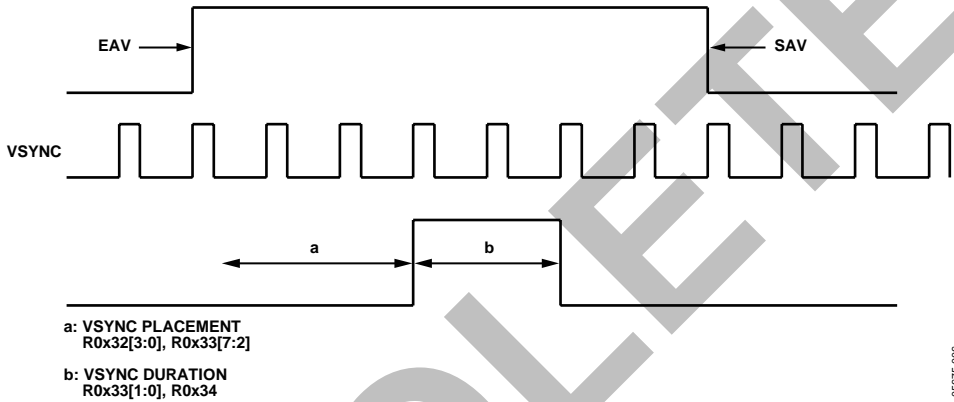 EAV
SAV
VSYNC
a
b
a: VSYNC PLACEMENT
R0x32[3:0], R0x33[7:2]
b: VSYNC DURATION
R0x33[1:0], R0x34